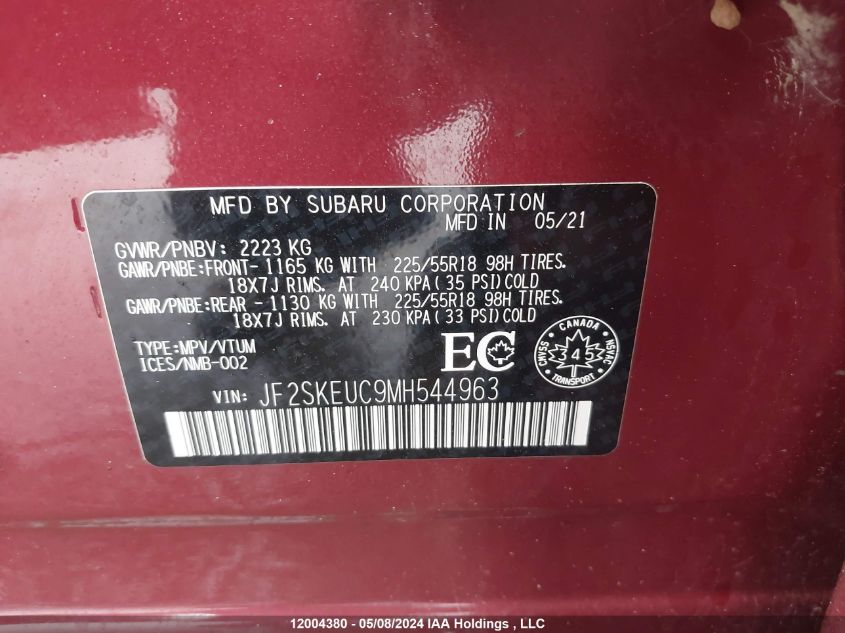 MFD BY SUBARU CORPORATION
MFD IN 05/21
GVWR/PNBV: 2223 KG
GAWR/PNBE:FRONT- 1165 KG WITH 225/55R18 98H TIRES.
18X7J RIMS. AT 240 KPA (35 PSI) COLD
GAWR/PNBE:REAR - 1130 KG WITH 225/55R18 98H TIRES.
18X7J RIMS. AT 230 KPA (33 PSI) COLD
TYPE:MPV/VTUM
ICES/NMB-002
EC
CANADA
CMVSS 345 NSVAC
VIN: JF2SKEUC9MH544963
12004380 - 05/08/2024 IAA Holdings , LLC